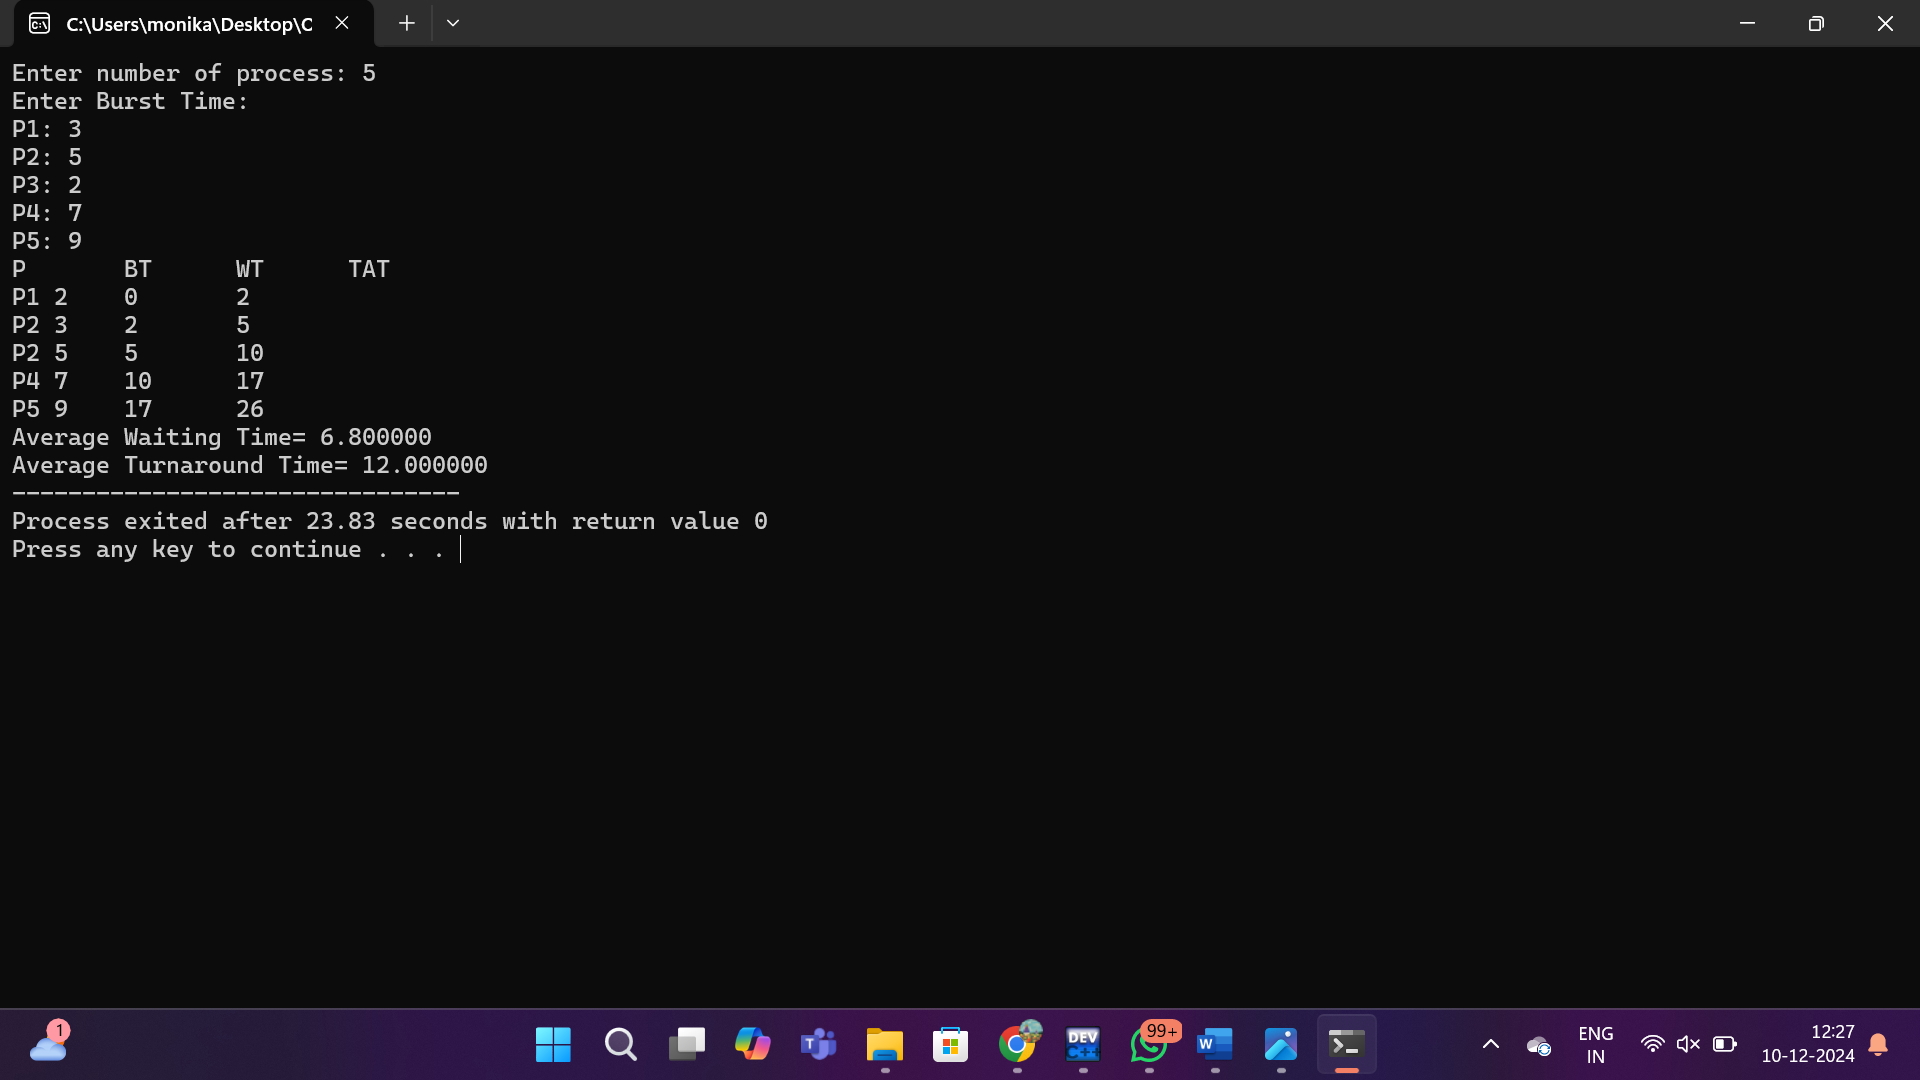 C:\Users\monika\Desktop\C
Enter number of process: 5
Enter Burst Time:
P1: 3
P2: 5
P3: 2
P4: 7
P5: 9
P       BT      WT      TAT
P1 2    0       2
P2 3    2       5
P2 5    5       10
P4 7    10      17
P5 9    17      26
Average Waiting Time= 6.800000
Average Turnaround Time= 12.000000
--------------------------------
Process exited after 23.83 seconds with return value 0
Press any key to continue . . .
1
T
DEV
C++
99+
W
ENG
IN
12:27
10-12-2024